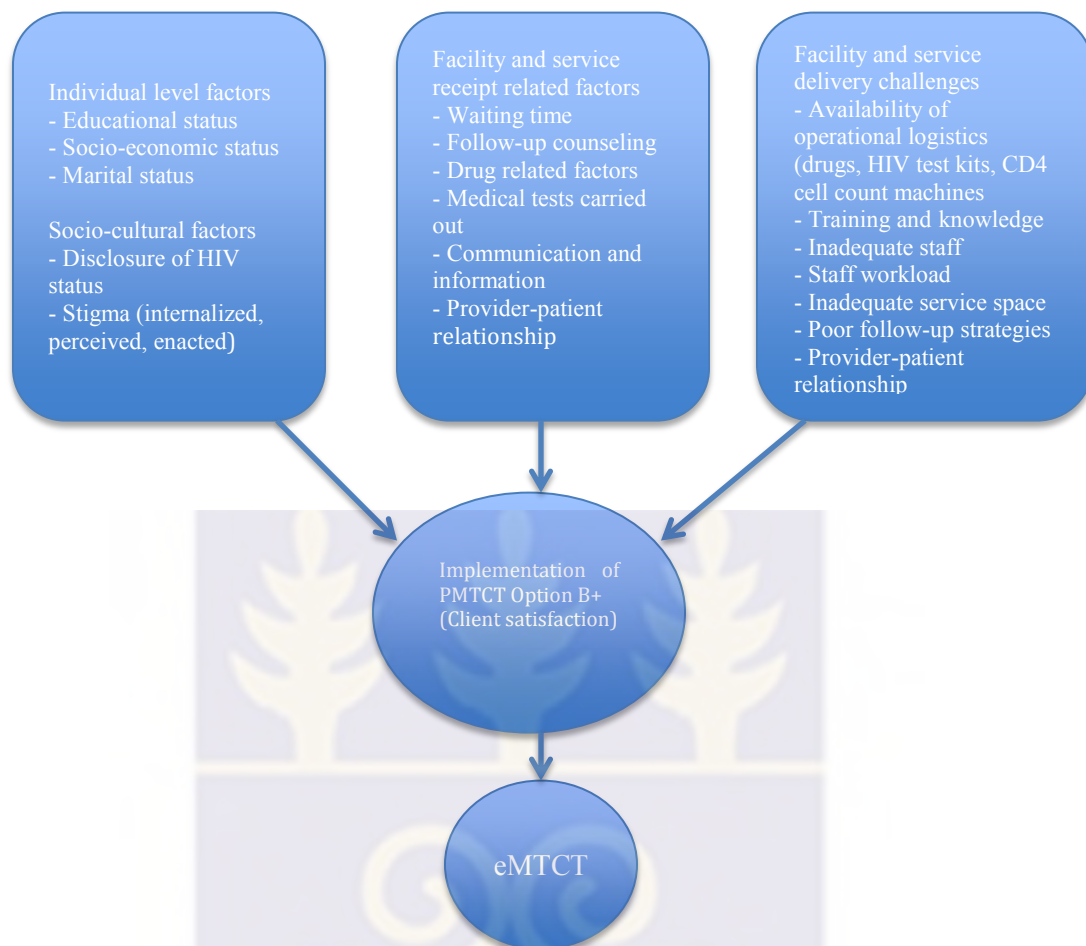 Individual level factors
- Educational status
- Socio-economic status
- Marital status
Socio-cultural factors
- Disclosure of HIV
status
- Stigma (internalized,
perceived, enacted)
Facility and service
receipt related factors
- Waiting time
- Follow-up counseling
- Drug related factors
- Medical tests carried
out
- Communication and
information
- Provider-patient
relationship
Facility and service
delivery challenges
- Availability of
operational logistics
(drugs, HIV test kits, CD4
cell count machines
- Training and knowledge
- Inadequate staff
- Staff workload
- Inadequate service space
- Poor follow-up strategies
- Provider-patient
relationship
Implementation of
PMTCT Option B+
(Client satisfaction)
eMTCT